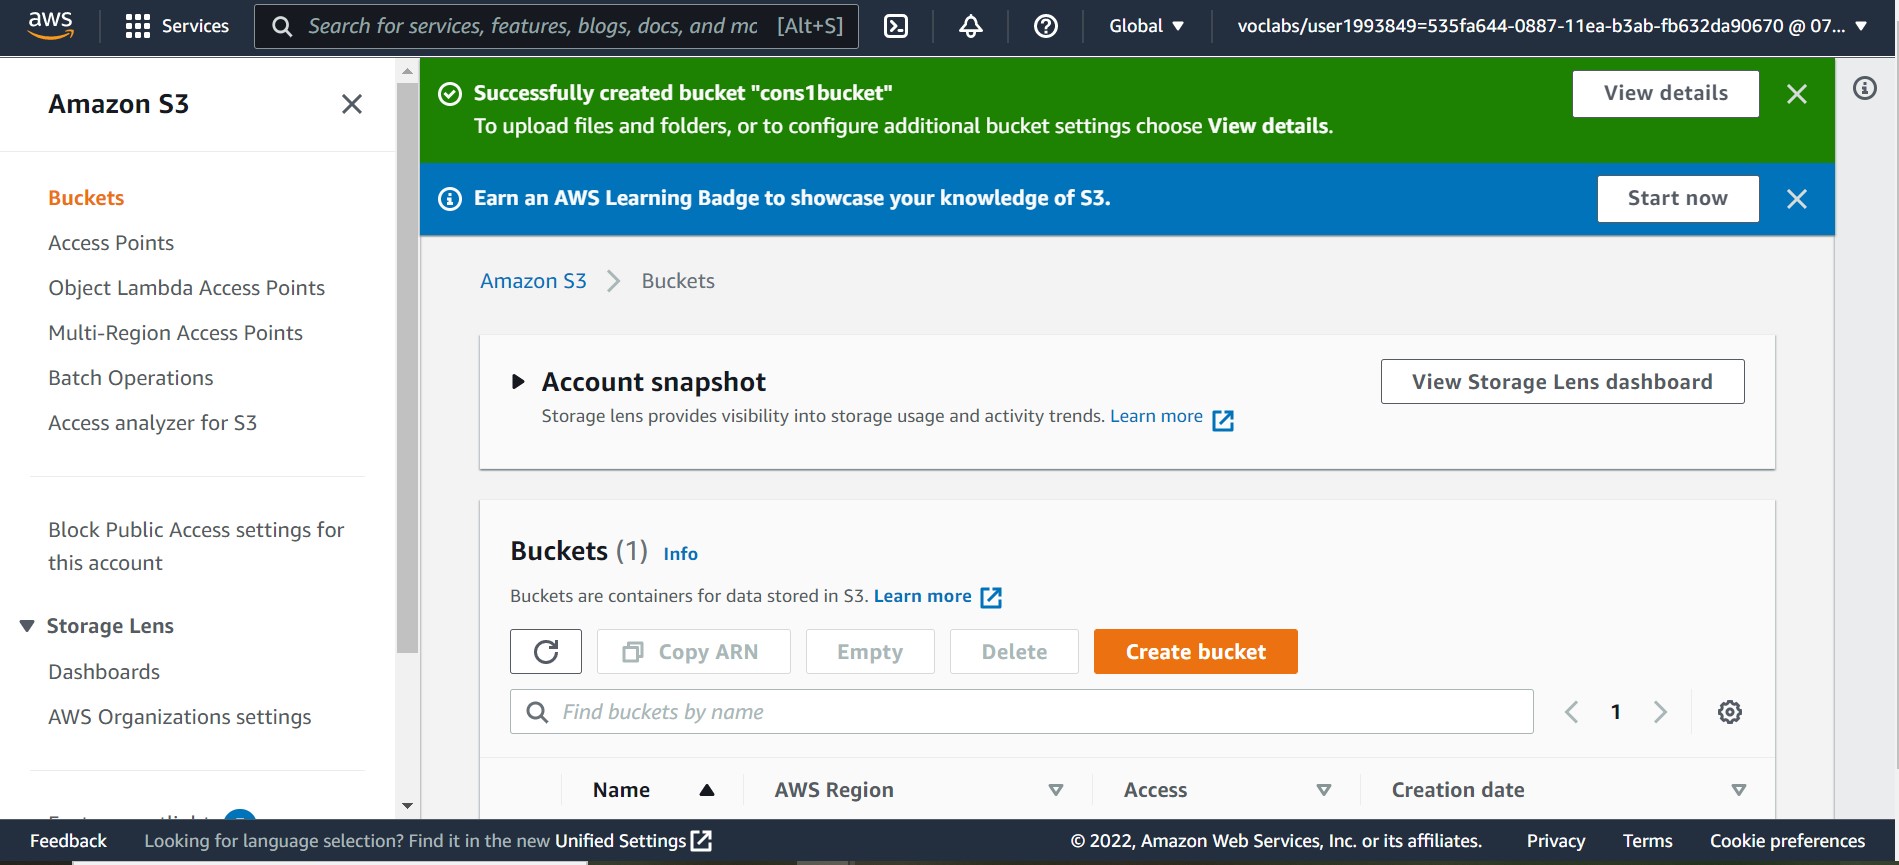 aws
Services
Search for services, features, blogs, docs, and mo
[Alt+S]
Global
voclabs/user1993849=535fa644-0887-11ea-b3ab-fb632da90670 @ 07...
Amazon S3
Buckets
Access Points
Object Lambda Access Points
Multi-Region Access Points
Batch Operations
Access analyzer for S3
Block Public Access settings for
this account
Storage Lens
Dashboards
AWS Organizations settings
Successfully created bucket "cons1bucket"
To upload files and folders, or to configure additional bucket settings choose View details.
View details
Earn an AWS Learning Badge to showcase your knowledge of S3.
Start now
Amazon S3
Buckets
Account snapshot
Storage lens provides visibility into storage usage and activity trends. Learn more
View Storage Lens dashboard
Buckets (1) Info
Buckets are containers for data stored in S3. Learn more
Copy ARN
Empty
Delete
Create bucket
Find buckets by name
1
Name
AWS Region
Access
Creation date
Feedback
Looking for language selection? Find it in the new Unified Settings
© 2022, Amazon Web Services, Inc. or its affiliates.
Privacy
Terms
Cookie preferences